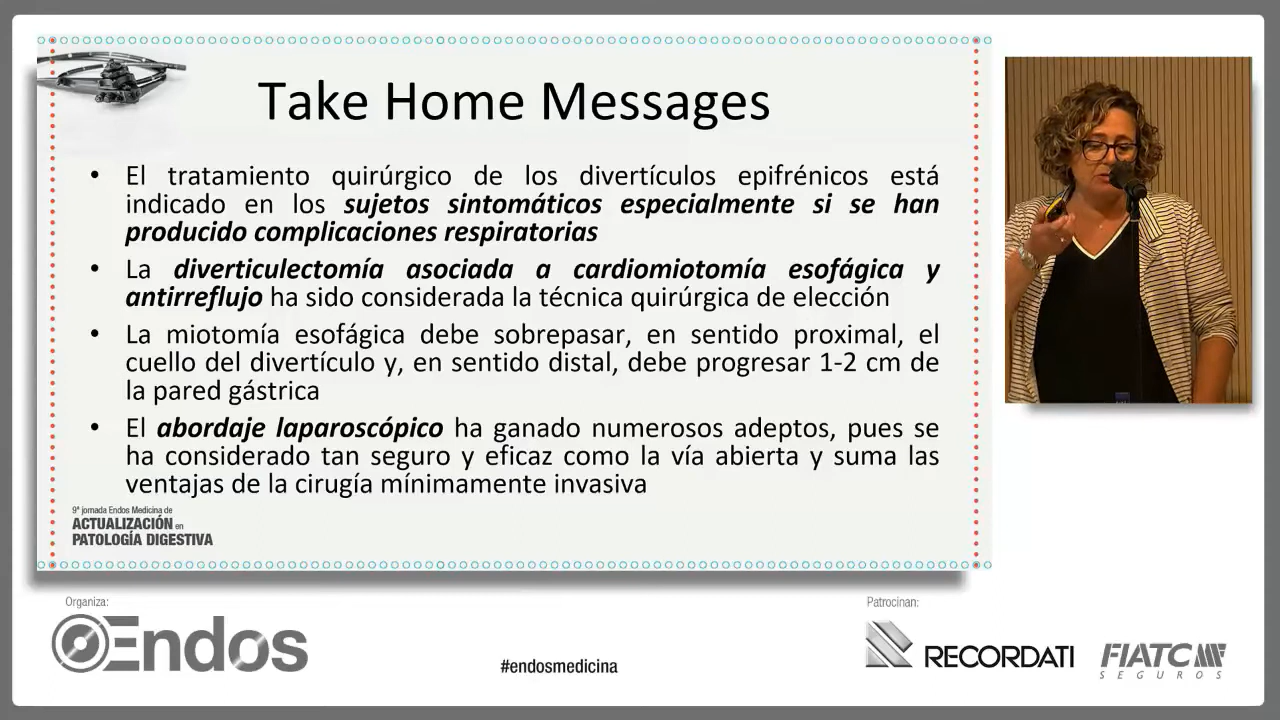 Take Home Messages
• El tratamiento quirúrgico de los divertículos epifrénicos está
indicado en los sujetos sintomáticos especialmente si se han
producido complicaciones respiratorias
• La diverticulectomía asociada a cardiomiotomía esofágica y
antirreflujo ha sido considerada la técnica quirúrgica de elección
• La miotomía esofágica debe sobrepasar, en sentido proximal, el
cuello del divertículo y, en sentido distal, debe progresar 1-2 cm de
la pared gástrica
• El abordaje laparoscópico ha ganado numerosos adeptos, pues se
ha considerado tan seguro y eficaz como la vía abierta y suma las
ventajas de la cirugía mínimamente invasiva
9ª jornada Endos Medicina de
ACTUALIZACIÓN en
PATOLOGÍA DIGESTIVA
Organiza:
Endos
#endosmedicina
Patrocinan:
RECORDATI
FIATC
SEGUROS